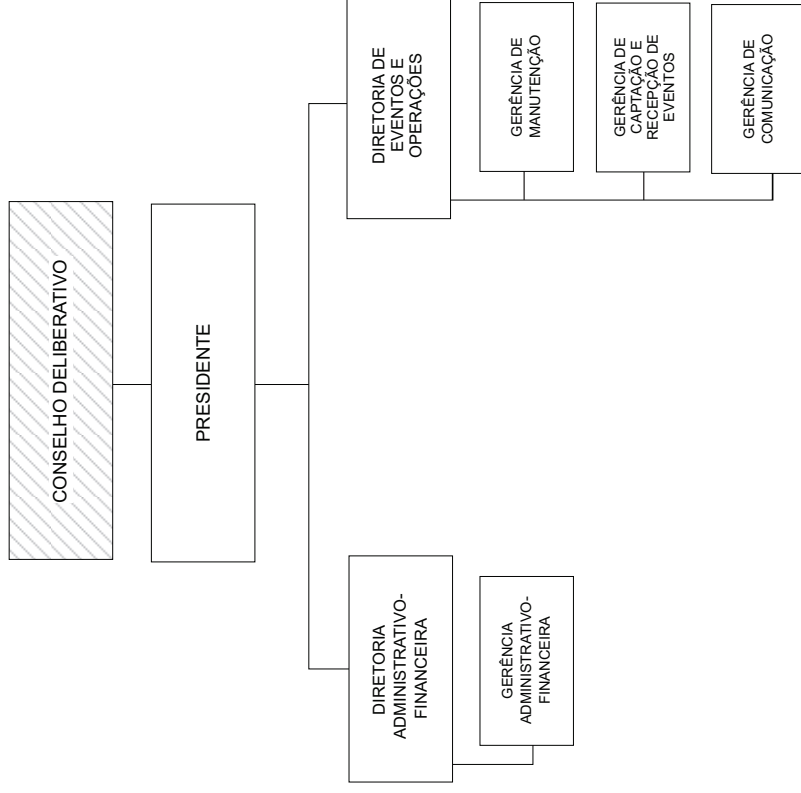 CONSELHO DELIBERATIVO
PRESIDENTE
DIRETORIA
ADMINISTRATIVO-
FINANCEIRA
GERÊNCIA
ADMINISTRATIVO-
FINANCEIRA
DIRETORIA DE
EVENTOS E
OPERAÇÕES
GERÊNCIA DE
MANUTENÇÃO
GERÊNCIA DE
CAPTAÇÃO E
RECEPÇÃO DE
EVENTOS
GERÊNCIA DE
COMUNICAÇÃO